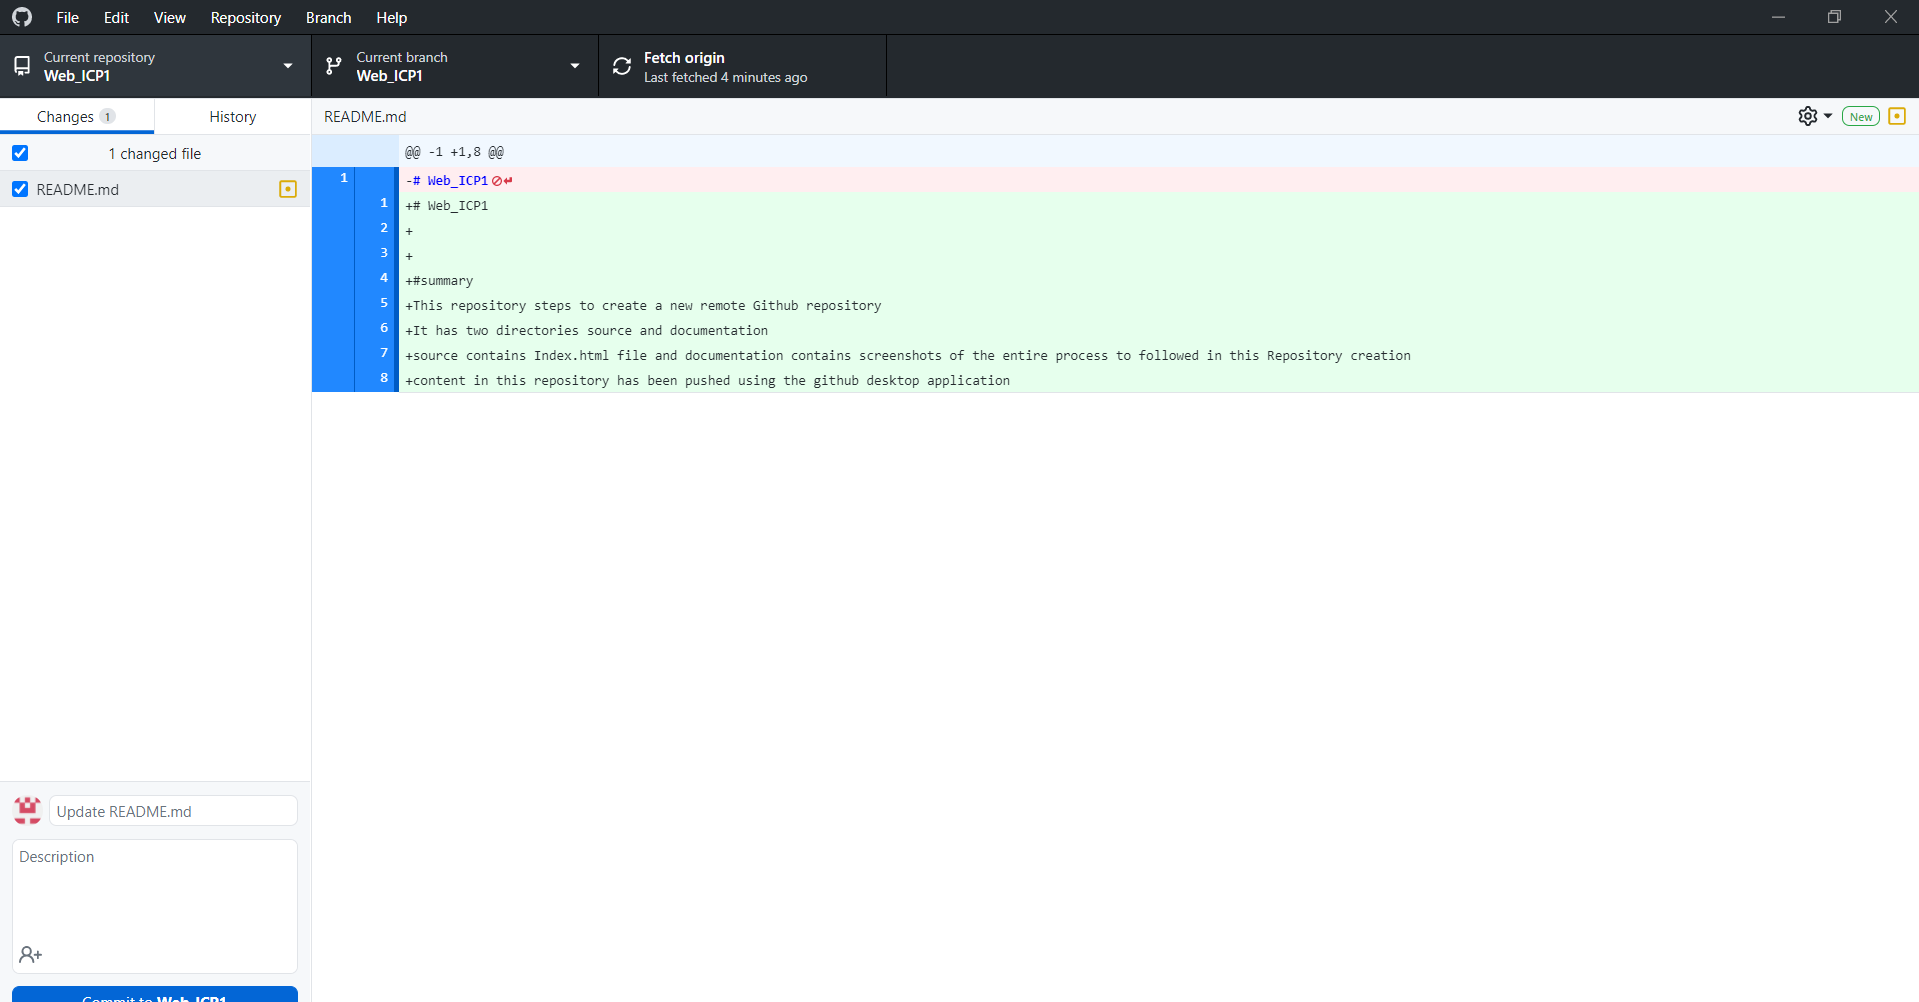 File Edit View Repository Branch Help
Current repository
Web_ICP1
Current branch
Web_ICP1
Fetch origin
Last fetched 4 minutes ago
Changes 1
History
README.md
New
1 changed file
README.md
@@ -1 +1,8 @@
1 -# Web_ICP1
1 +# Web_ICP1
2 +
3 +
4 +#summary
5 +This repository steps to create a new remote Github repository
6 +It has two directories source and documentation
7 +source contains Index.html file and documentation contains screenshots of the entire process to followed in this Repository creation
8 +content in this repository has been pushed using the github desktop application
Update README.md
Description
Commit to Web_ICP1